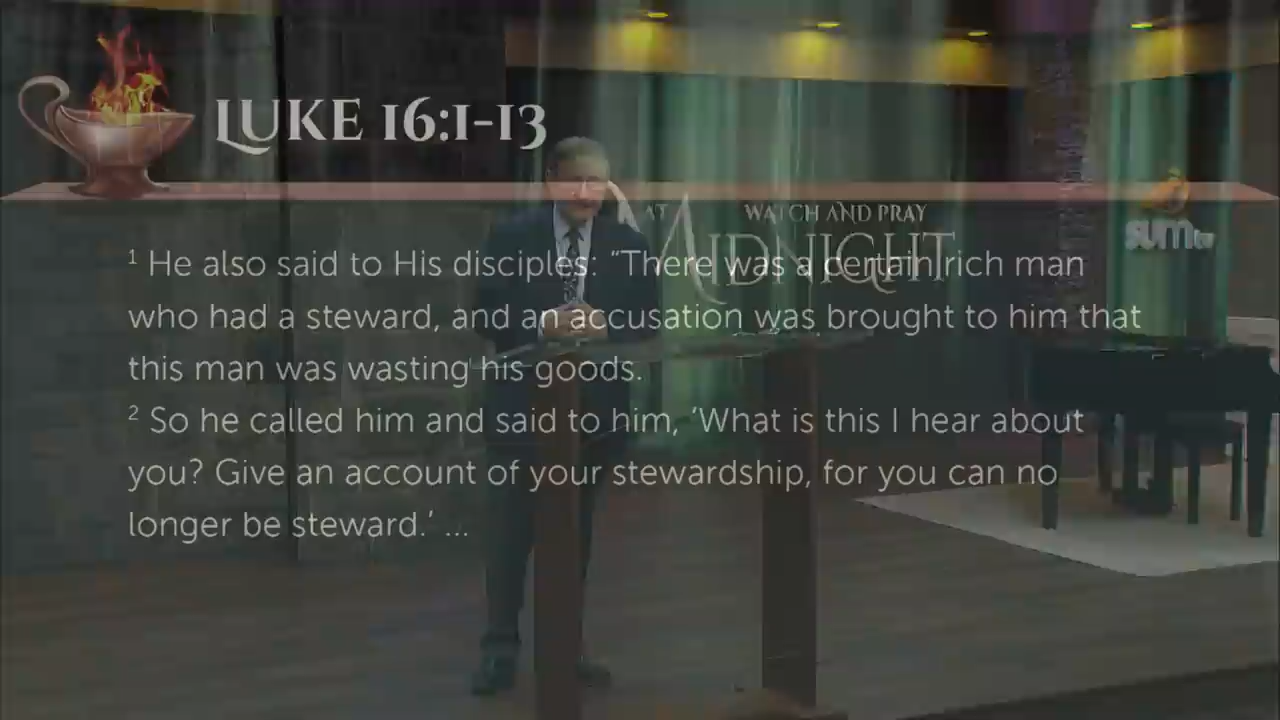 LUKE 16:1-13
AT
WATCH AND PRAY
MIDNIGHT
sumtv
¹ He also said to His disciples: “There was a certain rich man
who had a steward, and an accusation was brought to him that
this man was wasting his goods.
² So he called him and said to him, ‘What is this I hear about
you? Give an account of your stewardship, for you can no
longer be steward.’ ...